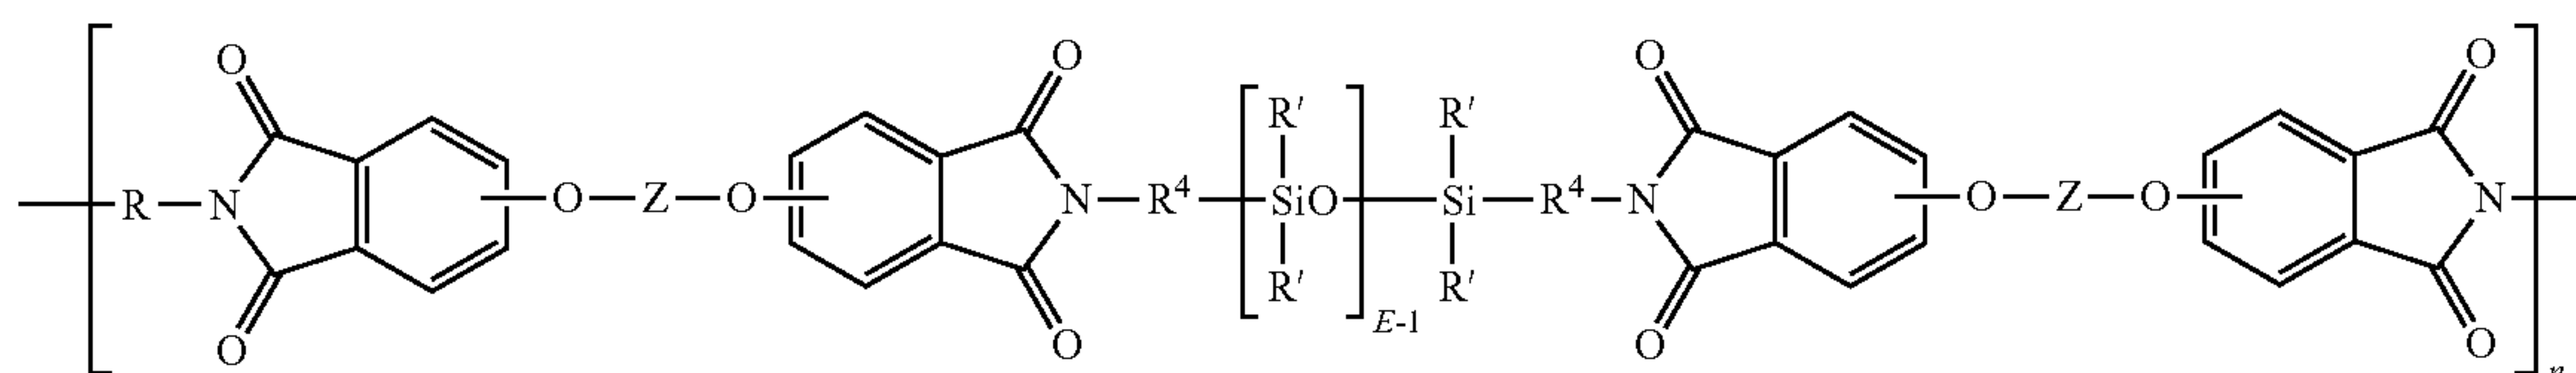 O O O O
R' R'
R—N O—Z—O N—R⁴ SiO Si—R⁴—N O—Z—O N
R' R'
E-1
O O O O
n